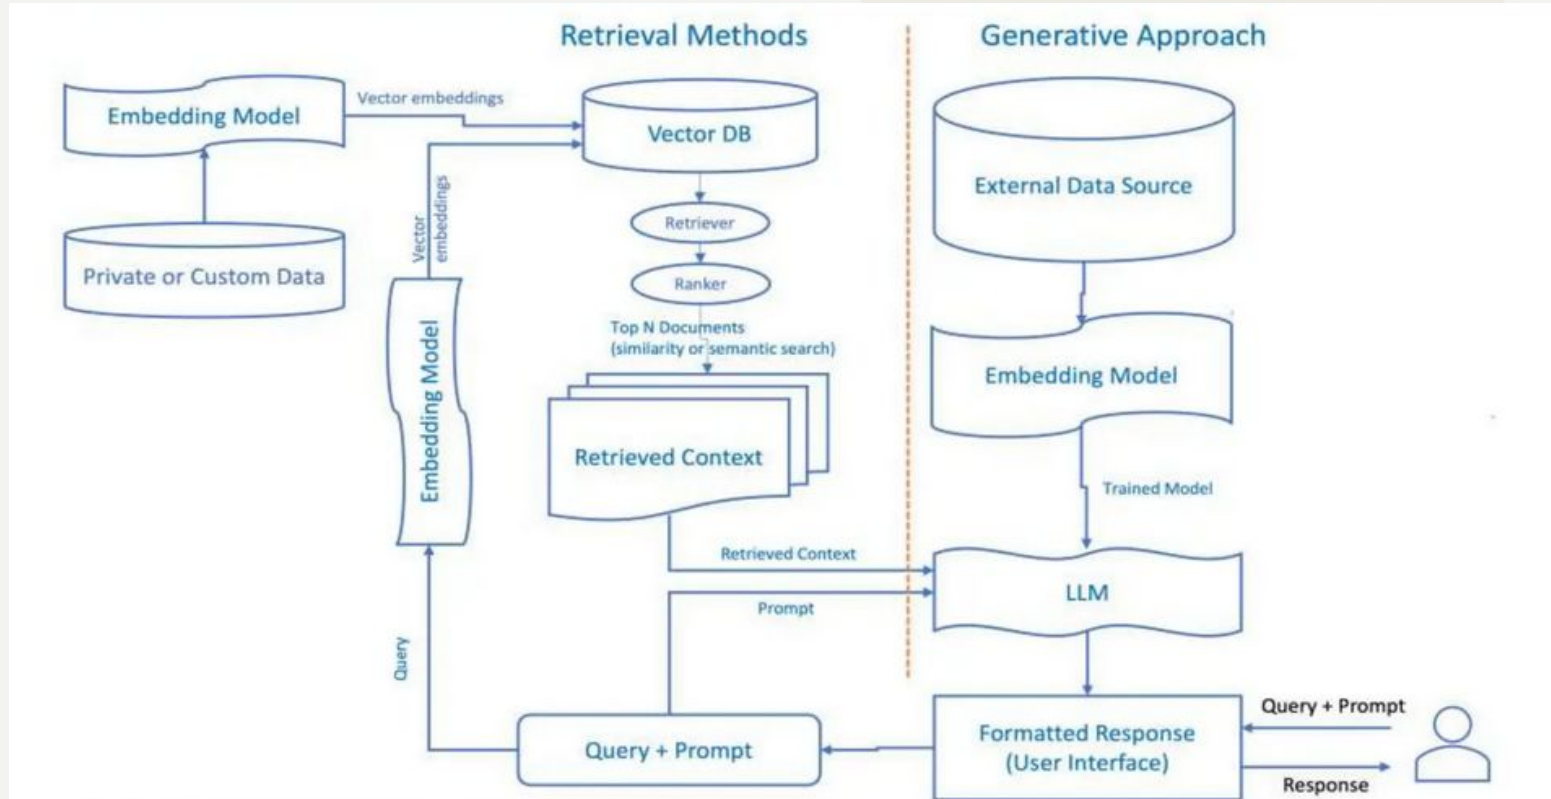 Retrieval Methods
Generative Approach
Embedding Model
Vector embeddings
Vector DB
External Data Source
Private or Custom Data
Vector
embeddings
Retriever
Ranker
Top N Documents
(similarity or semantic search)
Embedding Model
Embedding Model
Retrieved Context
Trained Model
Retrieved Context
LLM
Prompt
Query
Query + Prompt
Formatted Response
(User Interface)
Query + Prompt
Response